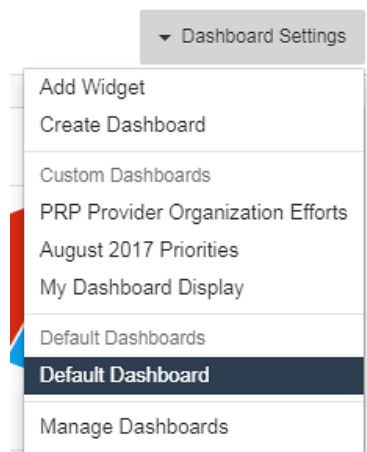 Dashboard Settings
Add Widget
Create Dashboard
Custom Dashboards
PRP Provider Organization Efforts
August 2017 Priorities
My Dashboard Display
Default Dashboards
Default Dashboard
Manage Dashboards